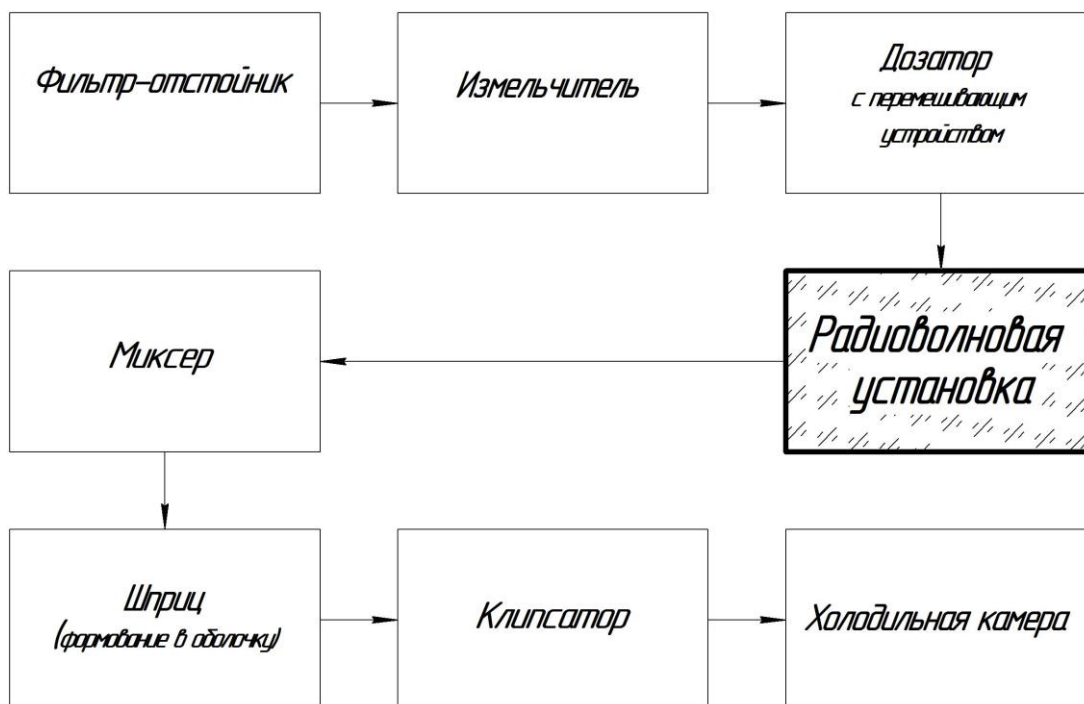 Фильтр-отстойник
Измельчитель
Дозатор
с перемешивающим
устройством
Радиоволновая
установка
Миксер
Шприц
(формование в оболочку)
Клипсатор
Холодильная камера